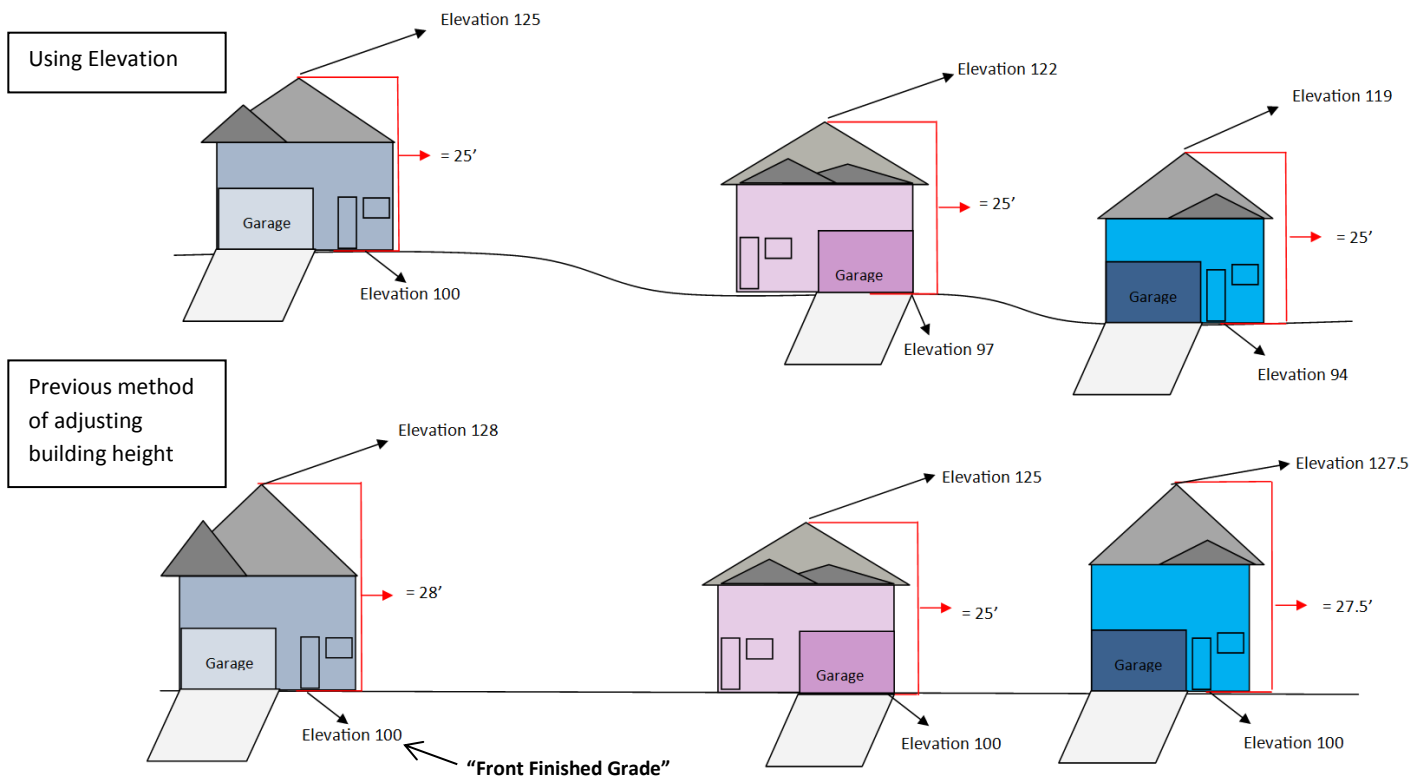 Using Elevation
Elevation 125
= 25’
Garage
Elevation 100
Elevation 122
= 25’
Garage
Elevation 97
Elevation 119
= 25’
Garage
Elevation 94
Previous method
of adjusting
building height
Elevation 128
= 28’
Garage
Elevation 100
“Front Finished Grade”
Elevation 125
= 25’
Garage
Elevation 100
Elevation 127.5
= 27.5’
Garage
Elevation 100